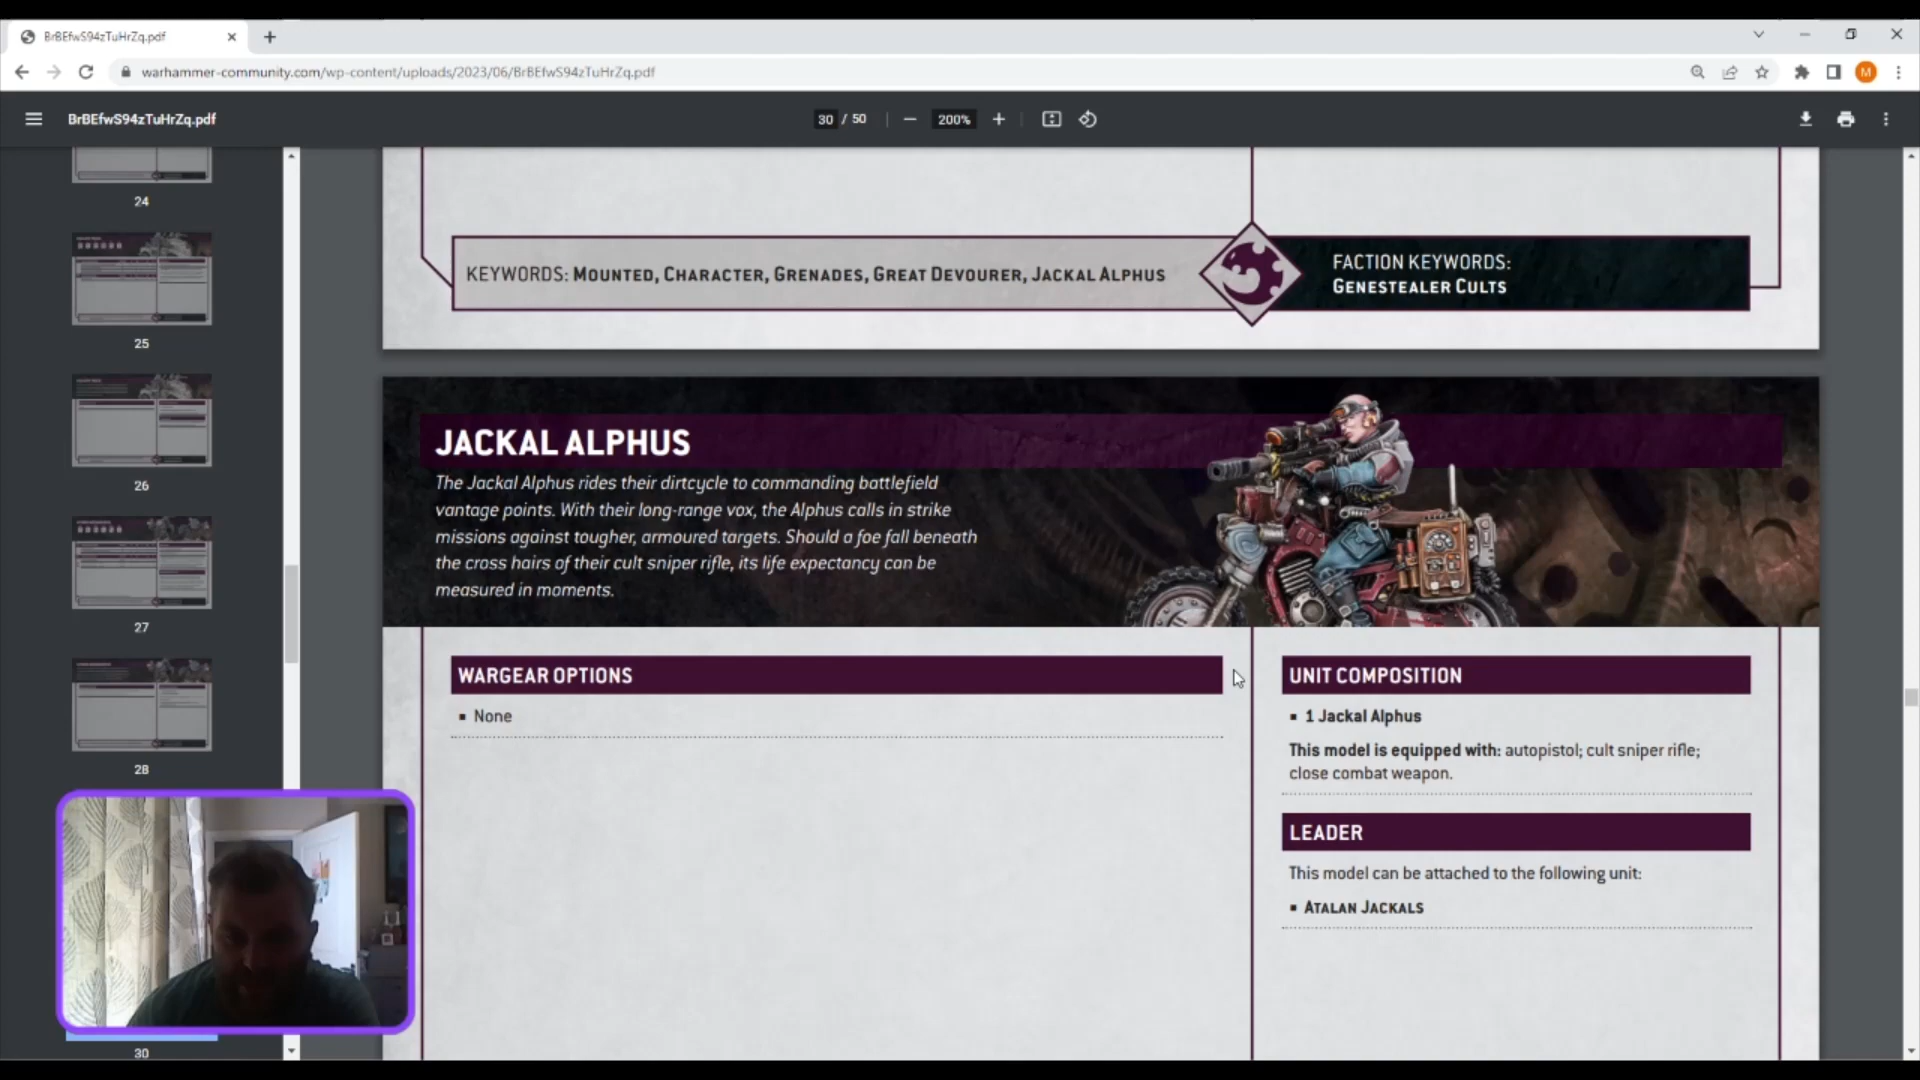 BrBEfwS94zTuHrZq.pdf
warhammer-community.com/wp-content/uploads/2023/06/BrBEfwS94zTuHrZq.pdf
M
BrBEfwS94zTuHrZq.pdf
30 / 50
200%
24
25
26
27
28
30
KEYWORDS: MOUNTED, CHARACTER, GRENADES, GREAT DEVOURER, JACKAL ALPHUS
FACTION KEYWORDS:
GENESTEALER CULTS
JACKAL ALPHUS
The Jackal Alphus rides their dirtcycle to commanding battlefield
vantage points. With their long-range vox, the Alphus calls in strike
missions against tougher, armoured targets. Should a foe fall beneath
the cross hairs of their cult sniper rifle, its life expectancy can be
measured in moments.
WARGEAR OPTIONS
▪ None
UNIT COMPOSITION
▪ 1 Jackal Alphus
This model is equipped with: autopistol; cult sniper rifle;
close combat weapon.
LEADER
This model can be attached to the following unit:
▪ ATALAN JACKALS